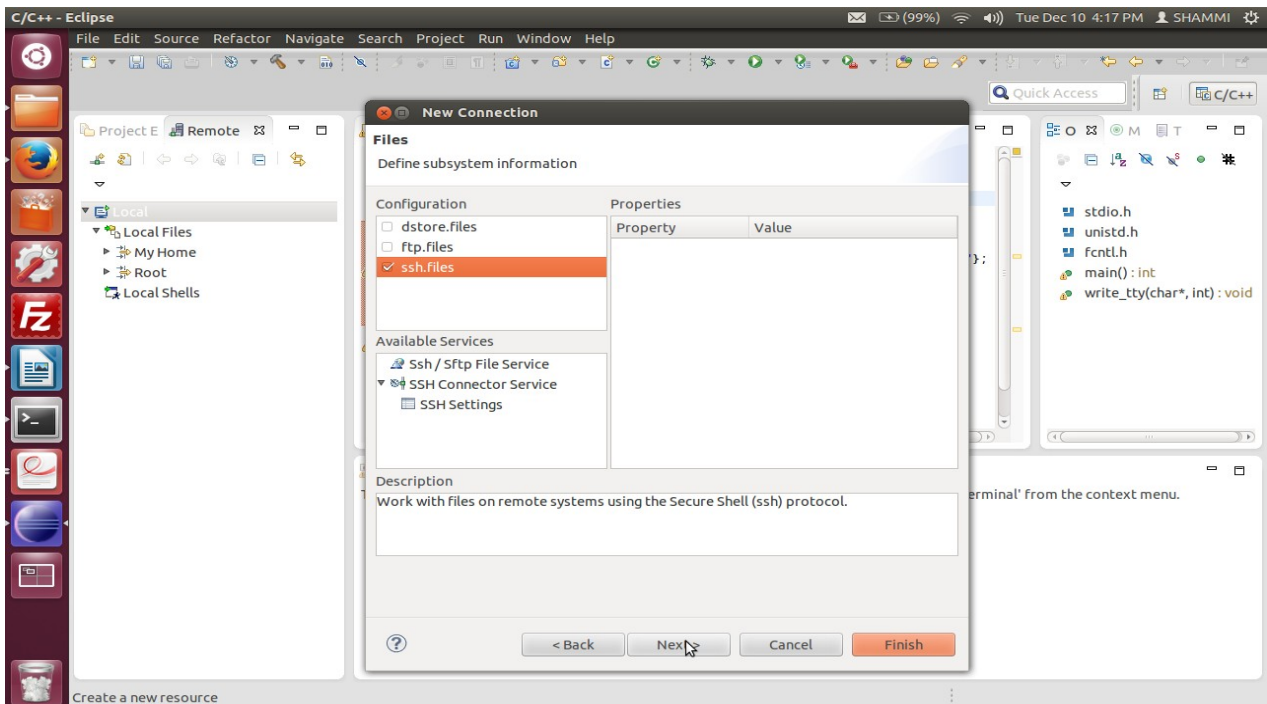 C/C++ - Eclipse
(99%) Tue Dec 10 4:17 PM SHAMMI
File Edit Source Refactor Navigate Search Project Run Window Help
Quick Access
C/C++
Project E Remote
Local
Local Files
My Home
Root
Local Shells
New Connection
Files
Define subsystem information
Configuration
dstore.files
ftp.files
ssh.files
Available Services
Ssh / Sftp File Service
SSH Connector Service
SSH Settings
Properties
Property Value
Description
Work with files on remote systems using the Secure Shell (ssh) protocol.
< Back Next > Cancel Finish
"};
O M T
stdio.h
unistd.h
fcntl.h
main() : int
write_tty(char*, int) : void
erminal' from the context menu.
Create a new resource